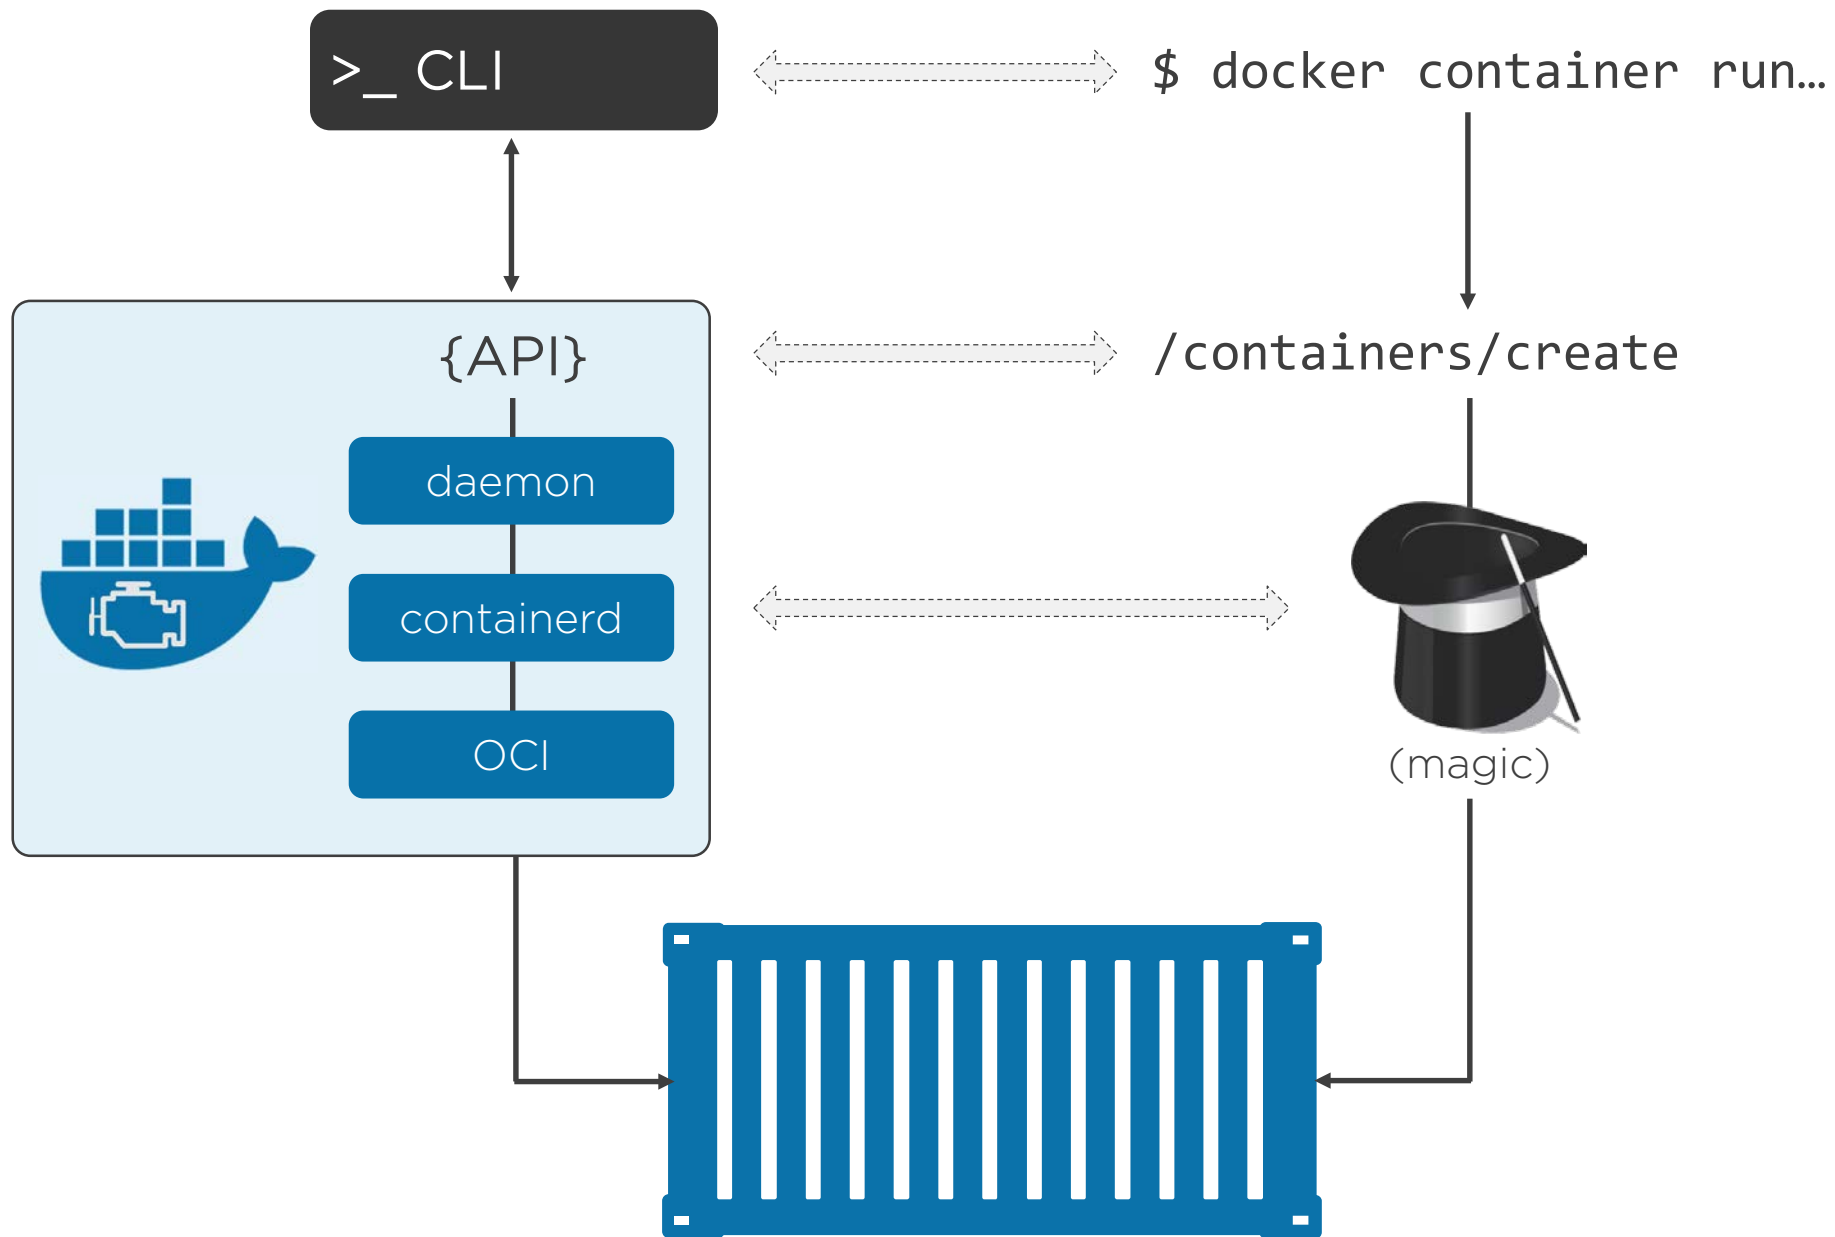 >_ CLI
$ docker container run…
{API}
/containers/create
daemon
containerd
OCI
(magic)